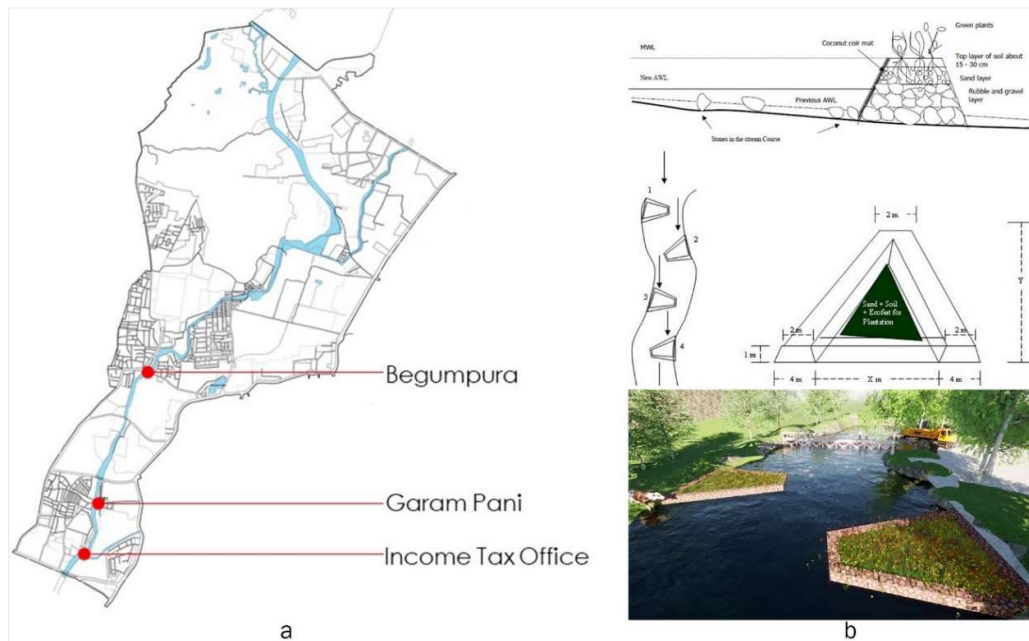 Begumpura
Garam Pani
Income Tax Office
a
Green plants
Coconut coir mat
MWL
Top layer of soil about
15 - 30 cm
Sand layer
New AWL
Rubble and gravel
layer
Previous AWL
Stones in the stream Course
1
2
3
4
2 m
Y
Sand + Soil
+ Ecofert for
Plantation
2 m
2 m
1 m
4 m
X m
4 m
b